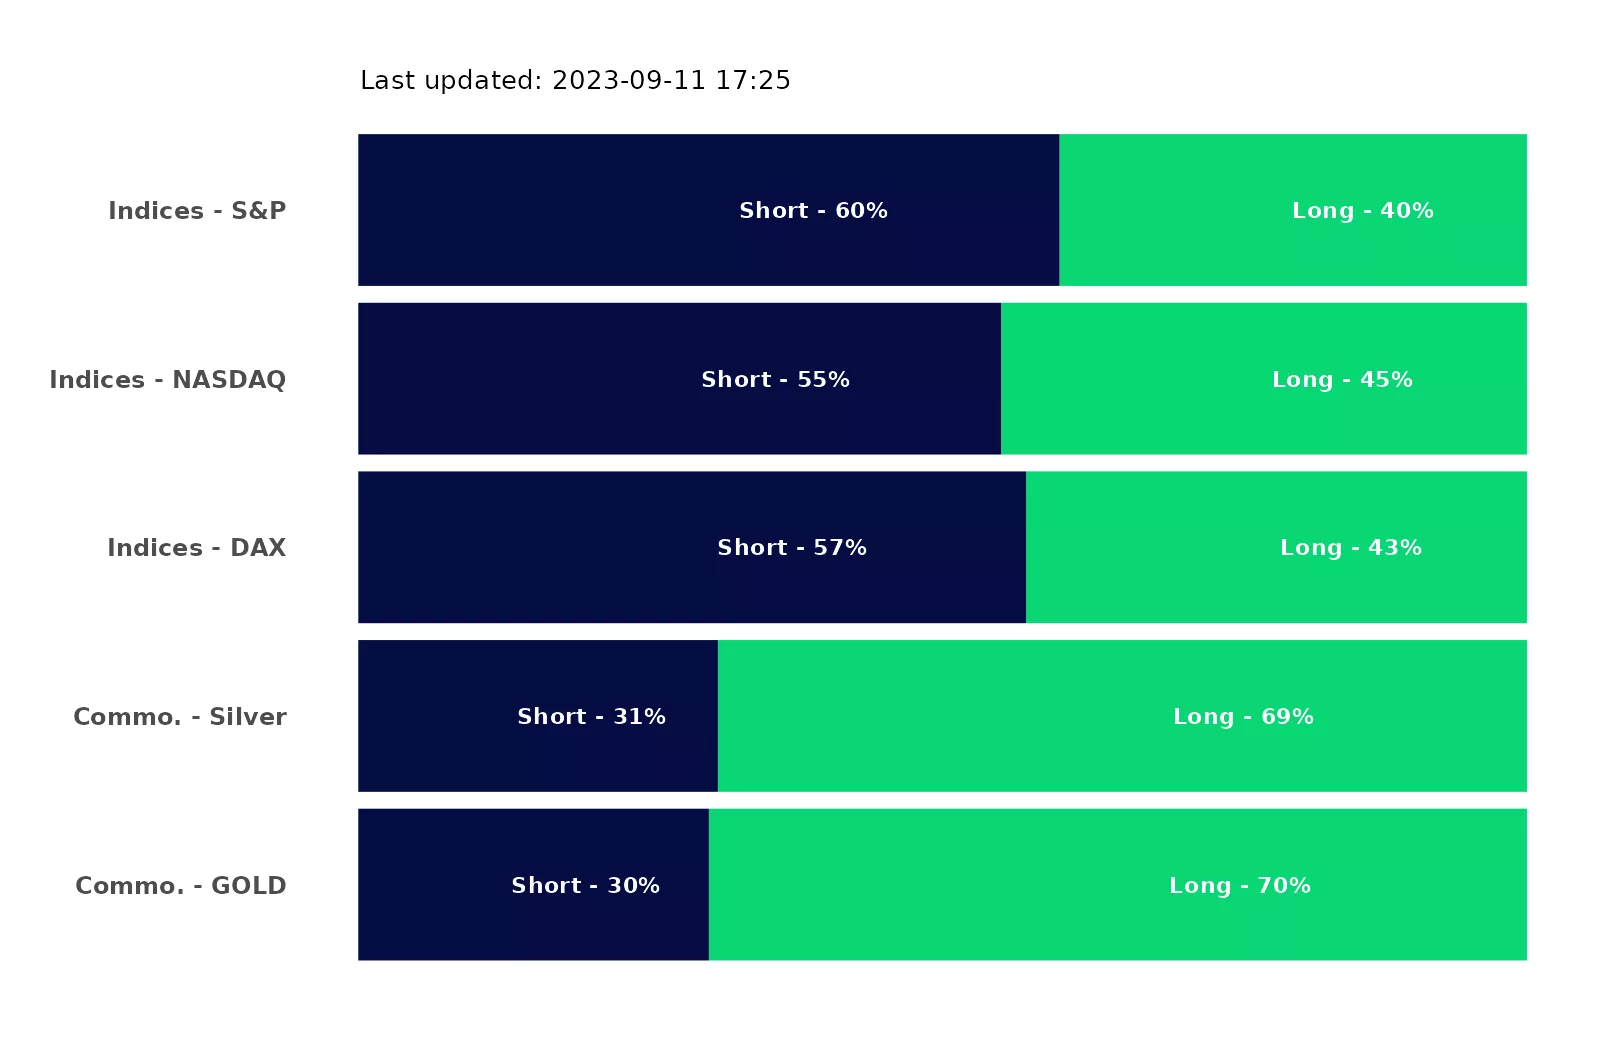 Last updated: 2023-09-11 17:25
Indices - S&P Short - 60% Long - 40%
Indices - NASDAQ Short - 55% Long - 45%
Indices - DAX Short - 57% Long - 43%
Commo. - Silver Short - 31% Long - 69%
Commo. - GOLD Short - 30% Long - 70%